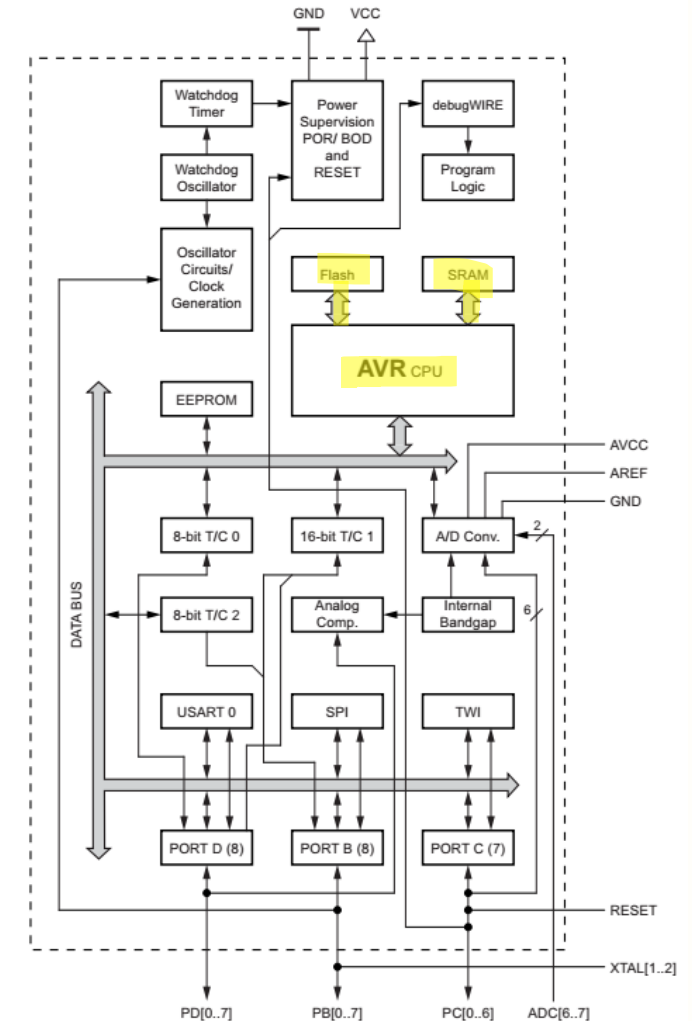 GND
VCC
Watchdog
Timer
Power
Supervision
POR/ BOD
and
RESET
debugWIRE
Watchdog
Oscillator
Program
Logic
Oscillator
Circuits/
Clock
Generation
Flash
SRAM
AVR CPU
EEPROM
AVCC
AREF
GND
8-bit T/C 0
16-bit T/C 1
A/D Conv.
2
DATA BUS
8-bit T/C 2
Analog
Comp.
Internal
Bandgap
6
USART 0
SPI
TWI
PORT D (8)
PORT B (8)
PORT C (7)
RESET
XTAL[1..2]
PD[0..7]
PB[0..7]
PC[0..6]
ADC[6..7]